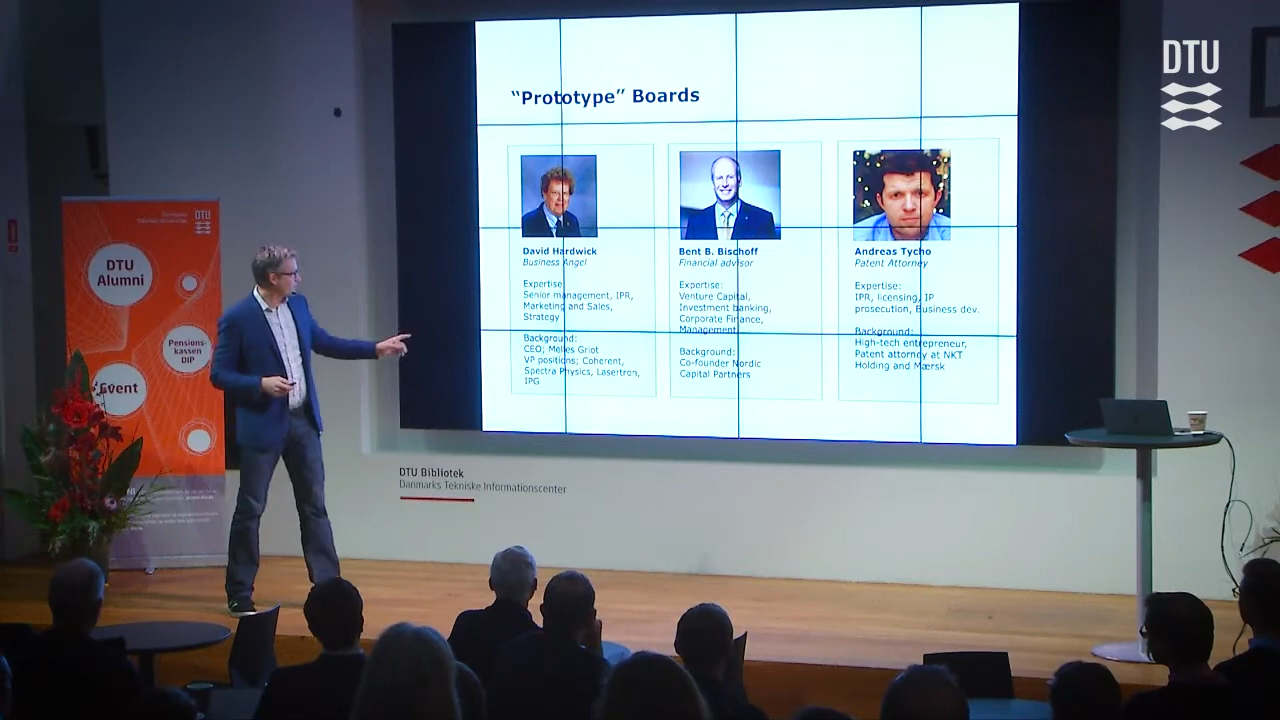 DTU
"Prototype" Boards
David Hardwick
Business Angel
Expertise:
Senior management, IPR,
Marketing and Sales,
Strategy
Background:
CEO; Melles Griot
VP positions; Coherent,
Spectra Physics, Lasertron,
IPG
Bent B. Bischoff
Financial advisor
Expertise:
Venture Capital,
Investment banking,
Corporate Finance,
Management
Background:
Co-founder Nordic
Capital Partners
Andreas Tycho
Patent Attorney
Expertise:
IPR, licensing, IP
prosecution, Business dev.
Background:
High-tech entrepreneur,
Patent attorney at NKT
Holding and Mærsk
DTU
DTU
Alumni
Pensions-
kassen
DIP
Event
DTU Bibliotek
Danmarks Tekniske Informationscenter